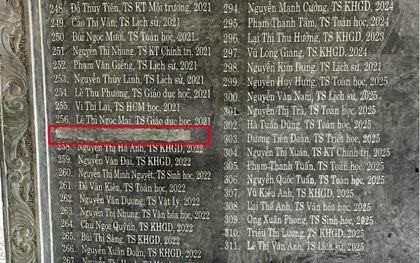 248. Đỗ Thùy Tiên, TS KT Môi trường, 2021
249. Cao Thị Vân, TS Lịch sử, 2021
250. Bùi Ngọc Mười, TS Toán học, 2021
251. Nguyễn Thị Nhung, TS KT Chính trị, 2021
252. Phạm Văn Giềng, TS Lịch sử, 2021
253. Nguyễn Thùy Linh, TS Lịch sử, 2021
254. Lê Thu Phương, TS Giáo dục học, 2021
255. Vi Thị Lại, TS HCM học, 2021
256. Lê Thị Ngọc Mai, TS Giáo dục học, 2021
258. Nguyễn Thị Hà Anh, TS KHGD, 2022
259. Nguyễn Văn Đại, TS KHGD, 2022
260. Nguyễn Thị Minh Nguyệt, TS Sinh học, 2022
261. Đỗ Văn Kiên, TS Toán học, 2022
262. Nguyễn Văn Dương, TS Vật lý, 2022
263. Nguyễn Thị Nhung, TS Văn hóa học, 2022
264. Chu Ngọc Quỳnh, TS KHGD, 2022
265. Bùi Thị Sáng, TS KHGD, 2022
266. Nguyễn Xuân Đoàn, TS KHGD, 2022
267.
294. Nguyễn Mạnh Cường, TS KHGD, 2024
295. Phạm Thanh Tâm, TS Toán học, 2024
296. Lại Thị Thu Hường, TS KHGD, 2024
297. Vũ Long Giang, TS KHGD, 2024
298. Nguyễn Kim Dung, TS Lịch sử, 2025
299. Nguyễn Huy Hưng, TS Toán học, 2025
300. Nguyễn Văn Nam, TS Lịch sử, 2025
301. Nguyễn Thị Dung, TS Lịch sử, 2025
302. Hà Tuấn Dũng, TS Toán học, 2025
303. Dương Tiến Đoàn, TS Triết học, 2025
304. Nguyễn Thị Xuân, TS KT Chính trị, 2025
305. Phạm Thanh Tuấn, TS Toán học, 2025
306. Nguyễn Quốc Tuấn, TS Toán học, 2025
307. Vũ Kiều Anh, TS KHGD, 2025
308. Lại Thế Anh, TS Văn hóa học, 2025
309. Ong Xuân Phong, TS Sinh học, 2025
310. Triệu Thị Lương, TS KHGD, 2025
311. Lê Thị Vân Anh, TS Lịch sử, 2025